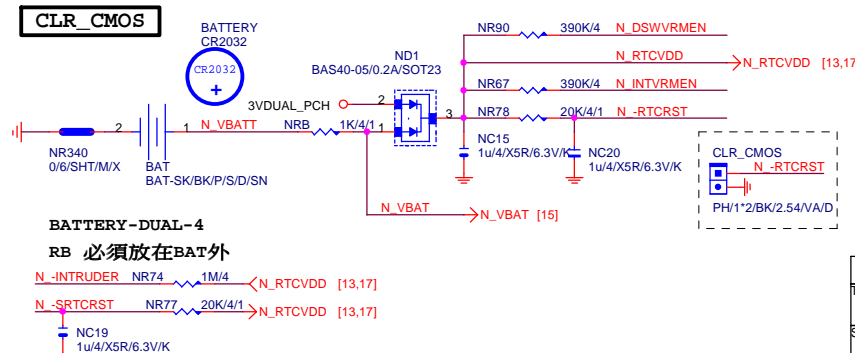 CLR_CMOS
BATTERY
CR2032
CR2032
+
ND1
BAS40-05/0.2A/SOT23
NR90 390K/4 N_DSWVRMEN
N_RTCVDD N_RTCVDD [13,17
NR67 390K/4 N_INTVRMEN
NR78 20K/4/1 N_-RTCRST
3VDUAL_PCH 2
3
2 1 N_VBATT NRB 1K/4/1 1
NR340
0/6/SHT/M/X
BAT
BAT-SK/BK/P/S/D/SN
NC15
1u/4/X5R/6.3V/K
NC20
1u/4/X5R/6.3V/K
CLR_CMOS
N_-RTCRST
PH/1*2/BK/2.54/VA/D
N_VBAT N_VBAT [15]
BATTERY-DUAL-4
RB 必須放在BAT外
N_-INTRUDER NR74 1M/4 N_RTCVDD [13,17]
N_-SRTCRST NR77 20K/4/1 N_RTCVDD [13,17]
NC19
1u/4/X5R/6.3V/K